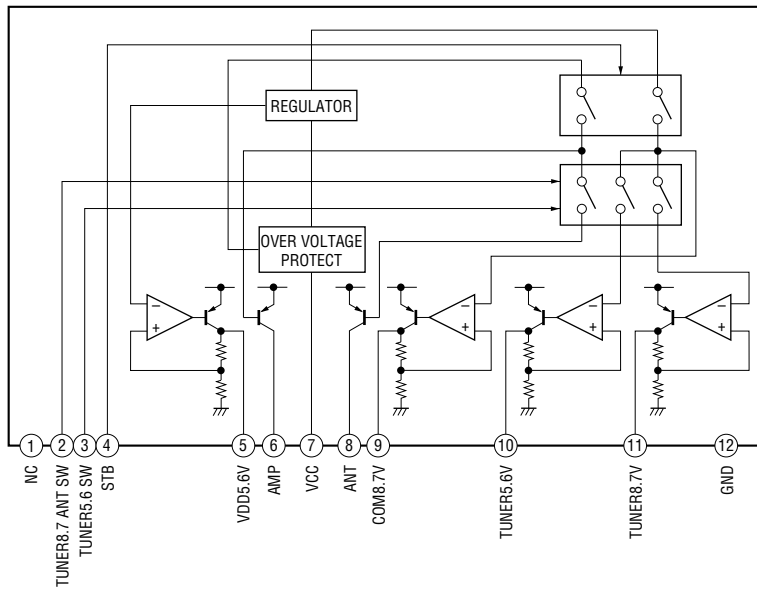 REGULATOR
OVER VOLTAGE
PROTECT
−
+
−
+
−
+
−
+
1
2
3
4
5
6
7
8
9
10
11
12
NC
TUNER8.7 ANT SW
TUNER5.6 SW
STB
VDD5.6V
AMP
VCC
ANT
COM8.7V
TUNER5.6V
TUNER8.7V
GND